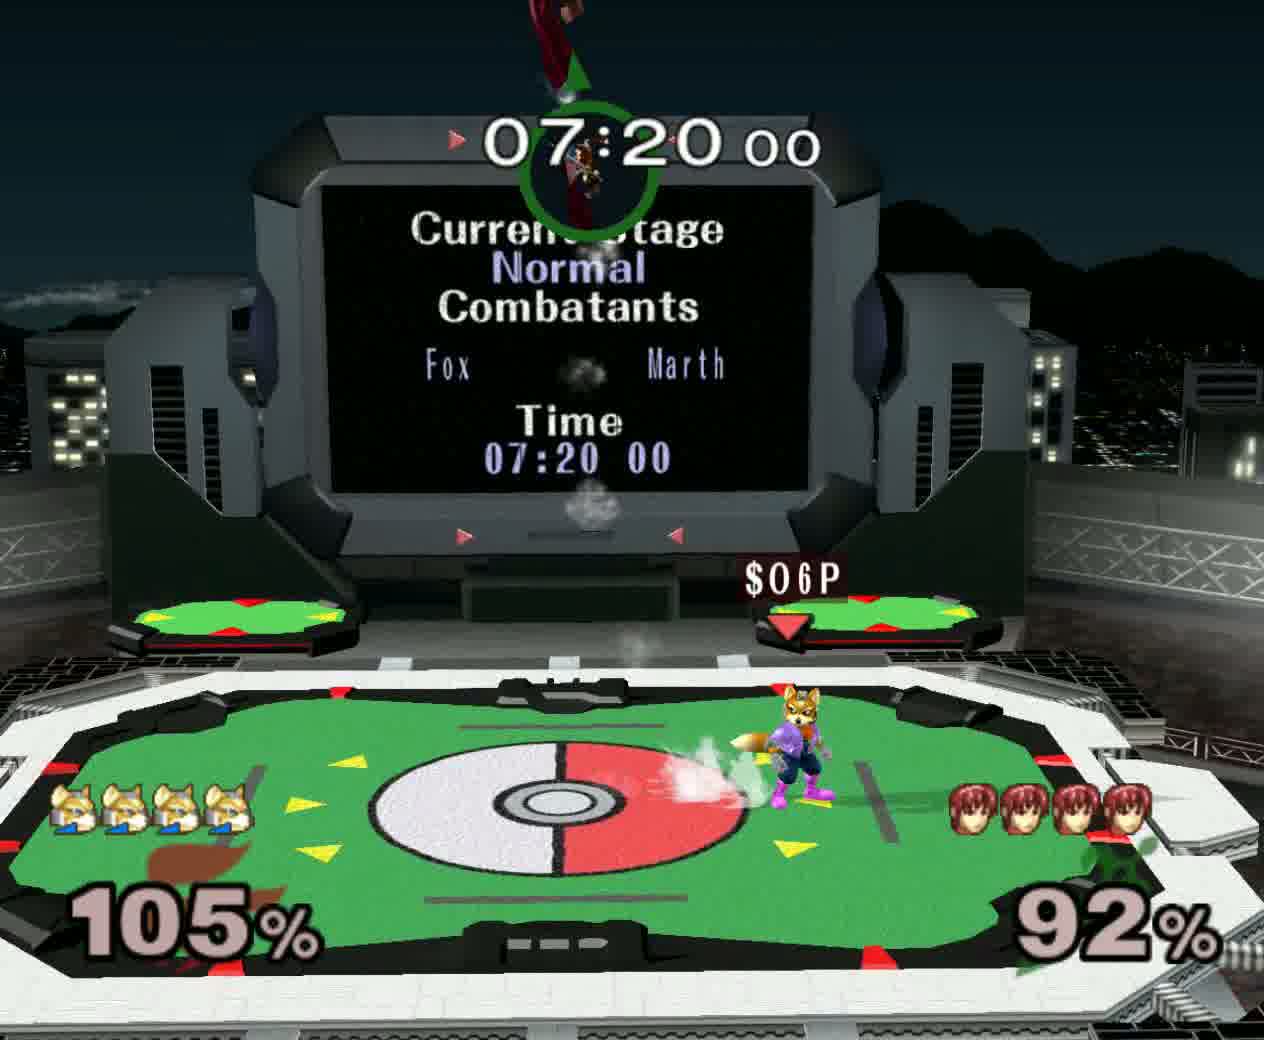 07:20 00
Current Stage
Normal
Combatants
Fox Marth
Time
07:20 00
$06P
105%
92%